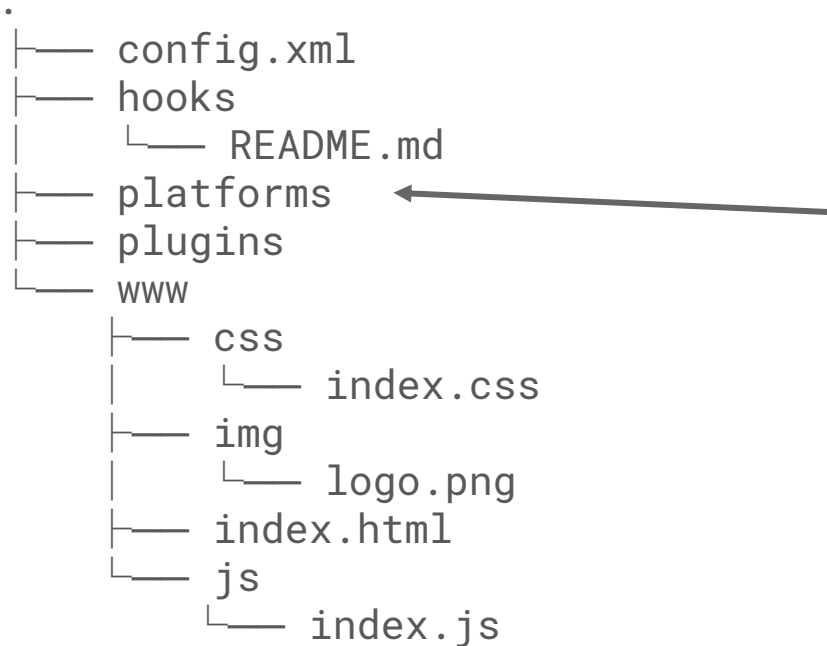 .
├── config.xml
├── hooks
│   └── README.md
├── platforms
├── plugins
└── www
    ├── css
    │   └── index.css
    ├── img
    │   └── logo.png
    ├── index.html
    └── js
        └── index.js